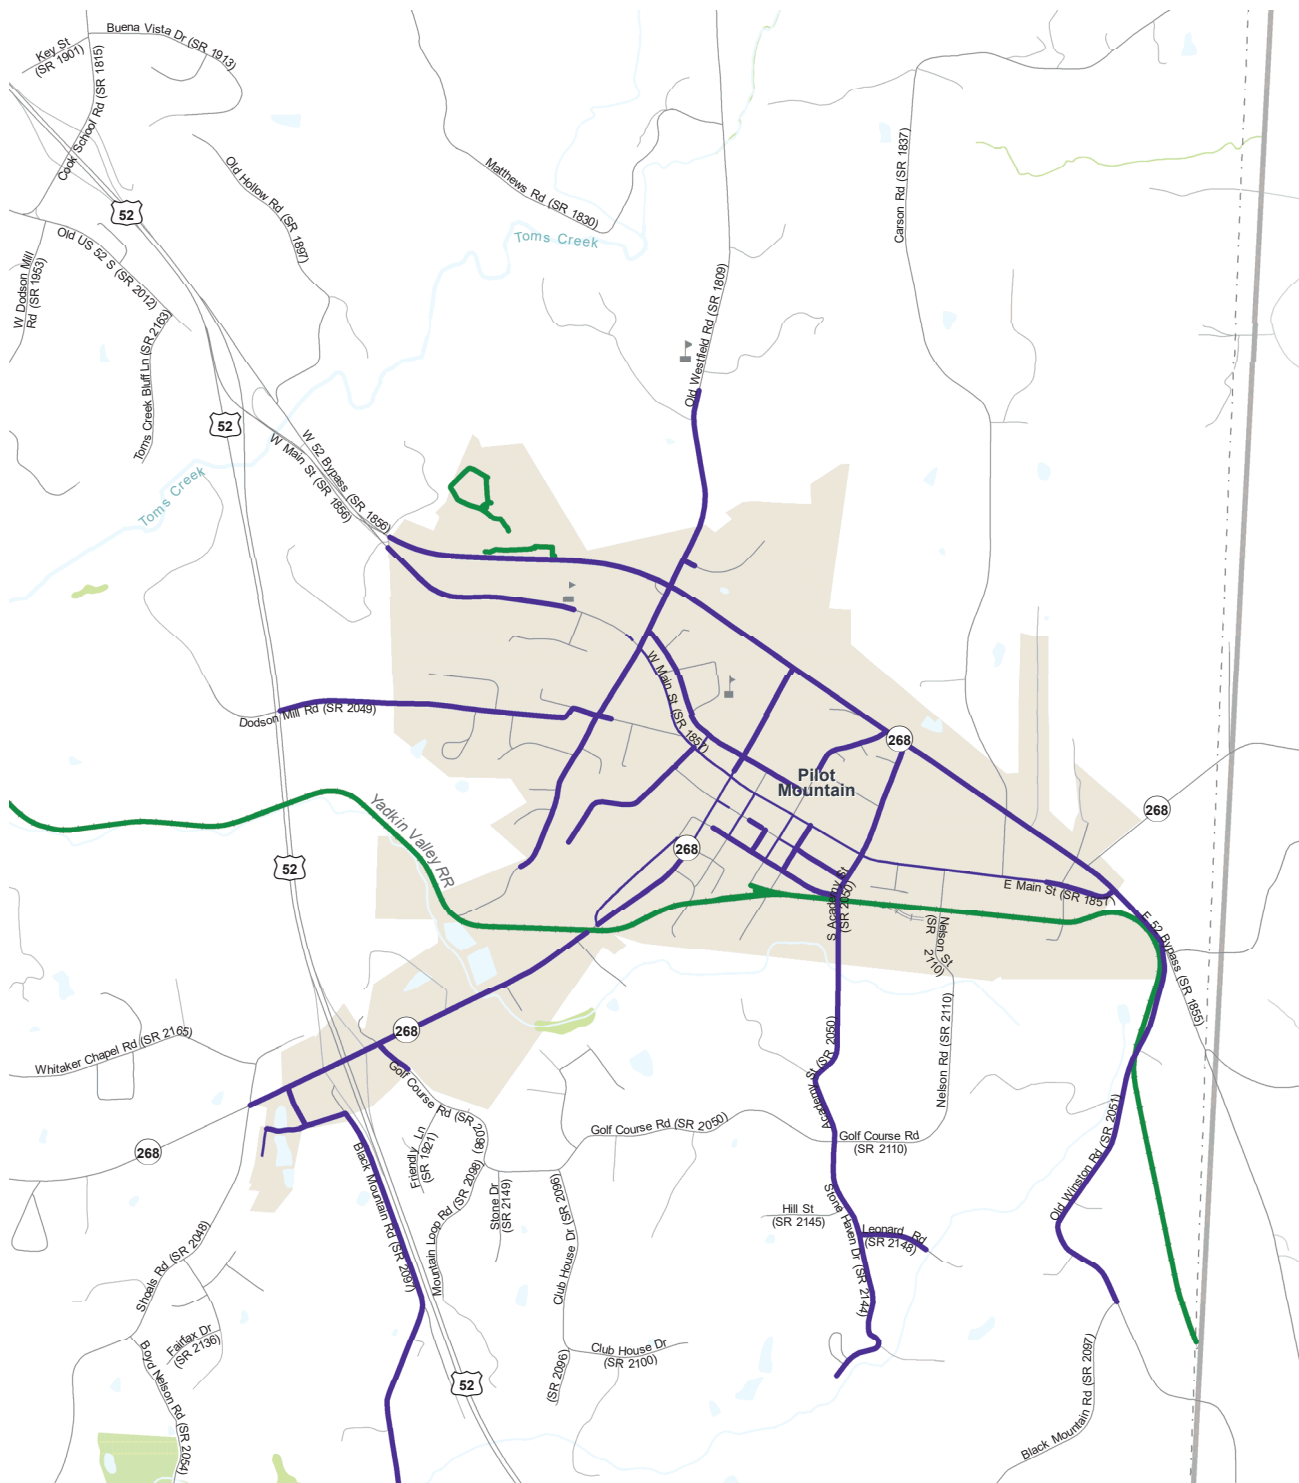 Buena Vista Dr (SR 1913)
Key St
(SR 1901)
Cook School Rd (SR 1815)
Old Hollow Rd (SR 1897)
Matthews Rd (SR 1830)
Carson Rd (SR 1837)
52
Toms Creek
Old US 52 S (SR 2012)
W Dodson Mill
Rd (SR 1953)
Old Westfield Rd (SR 1809)
Toms Creek Bluff Ln (SR 2163)
52
W 52 Bypass (SR 1856)
W Main St (SR 1856)
Toms Creek
W Main St (SR 1857)
Dodson Mill Rd (SR 2049)
268
Pilot
Mountain
268
Yadkin Valley RR
268
52
E Main St (SR 1857)
S Academy St
(SR 2050)
Nelson St
(SR
2110)
E 52 Bypass (SR 1855)
268
Whitaker Chapel Rd (SR 2165)
Nelson Rd (SR 2110)
Academy St (SR 2050)
Golf Course Rd (SR 2098)
Old Winston Rd (SR 2051)
Golf Course Rd (SR 2050)
Golf Course Rd
(SR 2110)
268
Friendly Ln
(SR 1921)
Black Mountain Rd (SR 2097)
Mountain Loop Rd (SR 2098)
Stone Dr
(SR 2149)
Club House Dr (SR 2096)
Hill St
(SR 2145)
Stone Haven Dr (SR 2144)
Leonard Rd
(SR 2148)
Shoals Rd (SR 2048)
Fairfax Dr
(SR 2136)
Boyd Nelson Rd (SR 2054)
Club House Dr
(SR 2100)
(SR 2096)
52
Black Mountain Rd (SR 2097)